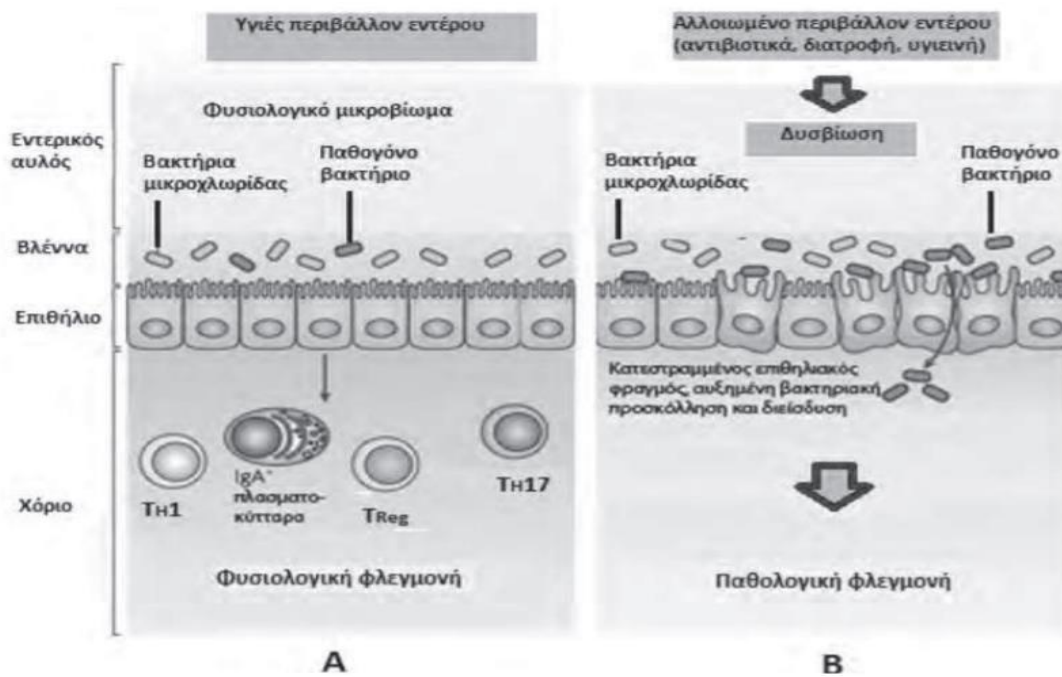 Υγιές περιβάλλον εντέρου
Φυσιολογικό μικροβίωμα
Εντερικός
αυλός
Βακτήρια
μικροχλωρίδας
Παθογόνο
βακτήριο
Βλέννα
Επιθήλιο
Χόριο
TH1
IgA⁺
πλασματο-
κύτταρα
TReg
TH17
Φυσιολογική φλεγμονή
A
Αλλοιωμένο περιβάλλον εντέρου
(αντιβιοτικά, διατροφή, υγιεινή)
Δυσβίωση
Βακτήρια
μικροχλωρίδας
Παθογόνο
βακτήριο
Κατεστραμμένος επιθηλιακός
φραγμός, αυξημένη βακτηριακή
προσκόλληση και διείσδυση
Παθολογική φλεγμονή
B